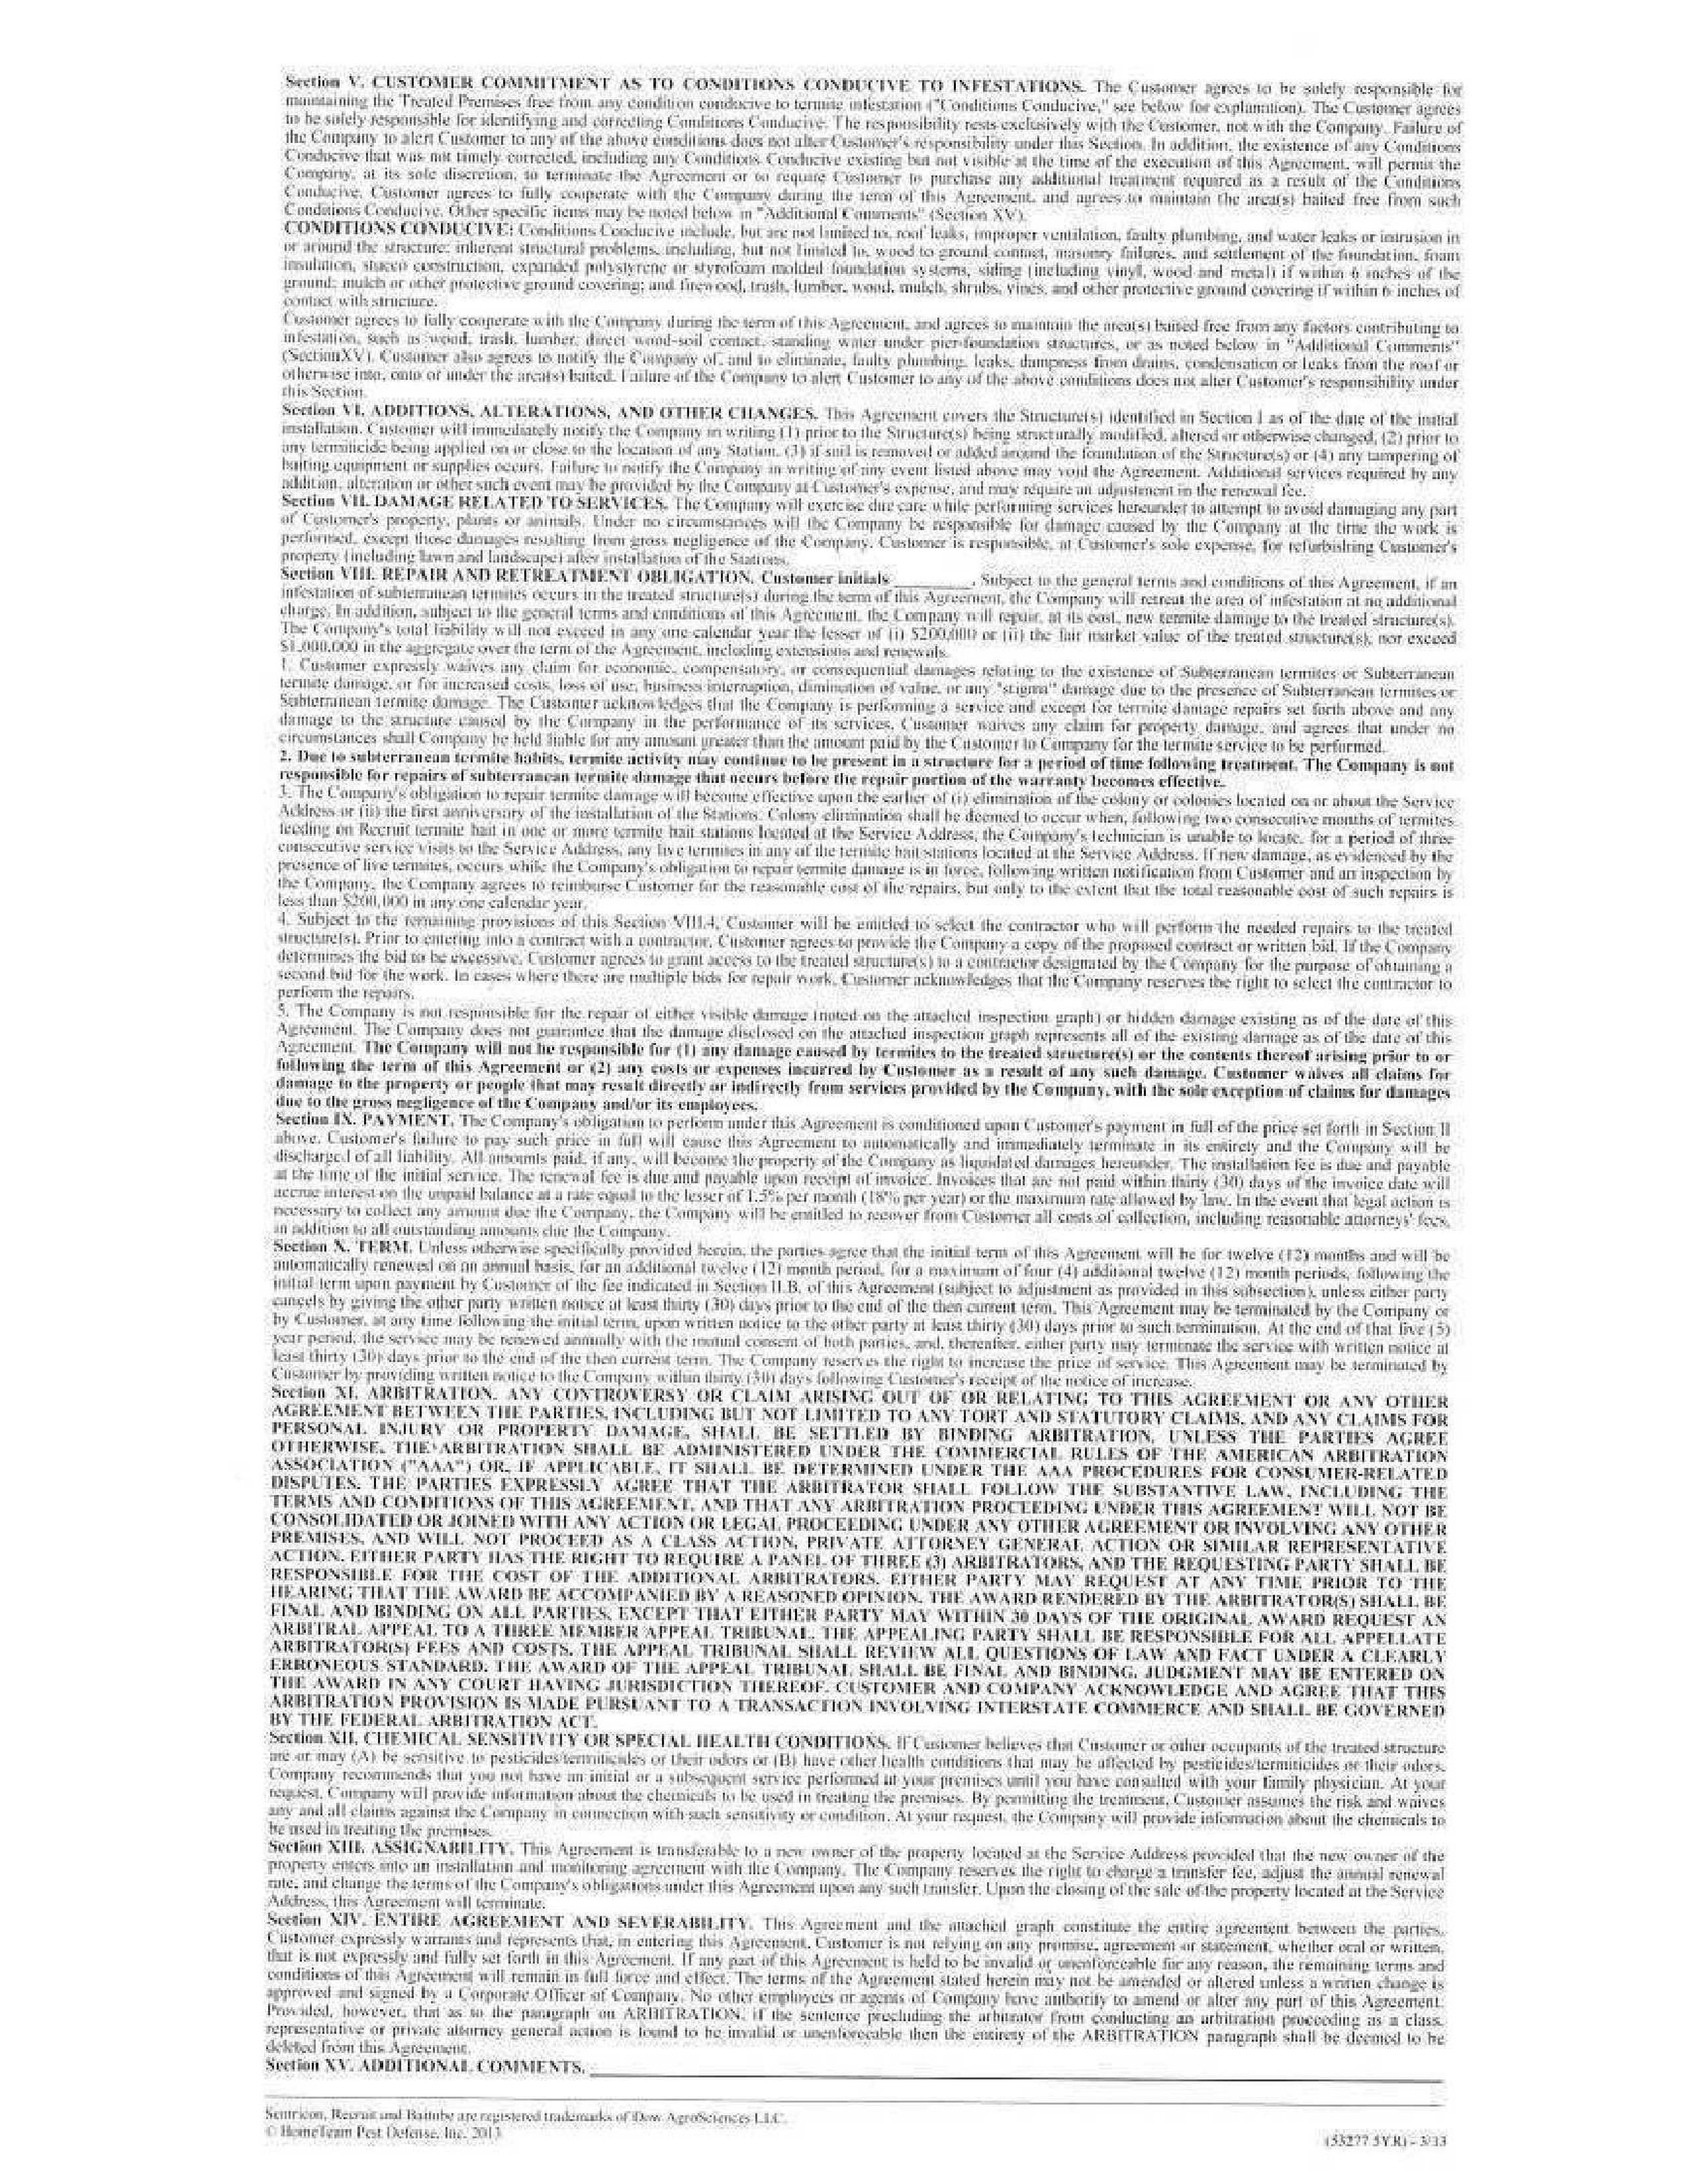 Section V. CUSTOMER COMMITMENT AS TO CONDITIONS CONDUCIVE TO INFESTATIONS. The Customer agrees to be solely responsible for
maintaining the Treated Premises free from any condition conducive to termite infestation ("Conditions Conducive," see below for explanation). The Customer agrees
to be solely responsible for identifying and correcting Conditions Conducive. The responsibility rests exclusively with the Customer, not with the Company. Failure of
the Company to alert Customer to any of the above conditions does not alter Customer's responsibility under this Section. In addition, the existence of any Conditions
Conducive that was not timely corrected, including any Conditions Conducive existing but not visible at the time of the execution of this Agreement, will permit the
Company, at its sole discretion, to terminate the Agreement or to require Customer to purchase any additional treatment required as a result of the Conditions
Conducive. Customer agrees to fully cooperate with the Company during the term of this Agreement, and agrees to maintain the area(s) baited free from such
Conditions Conducive. Other specific items may be noted below in "Additional Comments" (Section XV).
CONDITIONS CONDUCIVE: Conditions Conducive include, but are not limited to, roof leaks, improper ventilation, faulty plumbing, and water leaks or intrusion in
or around the structure; inherent structural problems, including, but not limited to, wood to ground contact, masonry failures, and settlement of the foundation, foam
insulation, stucco construction, expanded polystyrene or styrofoam molded foundation systems, siding (including vinyl, wood and metal) if within 6 inches of the
ground; mulch or other protective ground covering; and firewood, trash, lumber, wood, mulch, shrubs, vines, and other protective ground covering if within 6 inches of
contact with structure.
Customer agrees to fully cooperate with the Company during the term of this Agreement, and agrees to maintain the area(s) baited free from any factors contributing to
infestation, such as wood, trash, lumber, direct wood-soil contact, standing water under pier-foundation structures, or as noted below in "Additional Comments"
(SectionXV). Customer also agrees to notify the Company of, and to eliminate, faulty plumbing, leaks, dampness from drains, condensation or leaks from the roof or
otherwise into, onto or under the area(s) baited. Failure of the Company to alert Customer to any of the above conditions does not alter Customer's responsibility under
this Section.
Section VI. ADDITIONS, ALTERATIONS, AND OTHER CHANGES. This Agreement covers the Structure(s) identified in Section I as of the date of the initial
installation. Customer will immediately notify the Company in writing (1) prior to the Structure(s) being structurally modified, altered or otherwise changed, (2) prior to
any termiticide being applied on or close to the location of any Station, (3) if soil is removed or added around the foundation of the Structure(s) or (4) any tampering of
baiting equipment or supplies occurs. Failure to notify the Company in writing of any event listed above may void the Agreement. Additional services required by any
addition, alteration or other such event may be provided by the Company at Customer's expense, and may require an adjustment in the renewal fee.
Section VII. DAMAGE RELATED TO SERVICES. The Company will exercise due care while performing services hereunder to attempt to avoid damaging any part
of Customer's property, plants or animals. Under no circumstances will the Company be responsible for damage caused by the Company at the time the work is
performed, except those damages resulting from gross negligence of the Company. Customer is responsible, at Customer's sole expense, for refurbishing Customer's
property (including lawn and landscape) after installation of the Stations.
Section VIII. REPAIR AND RETREATMENT OBLIGATION. Customer initials ________. Subject to the general terms and conditions of this Agreement, if an
infestation of subterranean termites occurs in the treated structure(s) during the term of this Agreement, the Company will retreat the area of infestation at no additional
charge. In addition, subject to the general terms and conditions of this Agreement, the Company will repair, at its cost, new termite damage to the treated structure(s).
The Company's total liability will not exceed in any one calendar year the lesser of (i) $200,000 or (ii) the fair market value of the treated structure(s), nor exceed
$1,000,000 in the aggregate over the term of the Agreement, including extensions and renewals.
1. Customer expressly waives any claim for economic, compensatory, or consequential damages relating to the existence of Subterranean termites or Subterranean
termite damage, or for increased costs, loss of use, business interruption, diminution of value, or any "stigma" damage due to the presence of Subterranean termites or
Subterranean termite damage. The Customer acknowledges that the Company is performing a service and except for termite damage repairs set forth above and any
damage to the structure caused by the Company in the performance of its services, Customer waives any claim for property damage, and agrees that under no
circumstances shall Company be held liable for any amount greater than the amount paid by the Customer to Company for the termite service to be performed.
2. Due to subterranean termite habits, termite activity may continue to be present in a structure for a period of time following treatment. The Company is not
responsible for repairs of subterranean termite damage that occurs before the repair portion of the warranty becomes effective.
3. The Company's obligation to repair termite damage will become effective upon the earlier of (i) elimination of the colony or colonies located on or about the Service
Address or (ii) the first anniversary of the installation of the Stations. Colony elimination shall be deemed to occur when, following two consecutive months of termites
feeding on Recruit termite bait in one or more termite bait stations located at the Service Address, the Company's technician is unable to locate, for a period of three
consecutive service visits to the Service Address, any live termites in any of the termite bait stations located at the Service Address. If new damage, as evidenced by the
presence of live termites, occurs while the Company's obligation to repair termite damage is in force, following written notification from Customer and an inspection by
the Company, the Company agrees to reimburse Customer for the reasonable cost of the repairs, but only to the extent that the total reasonable cost of such repairs is
less than $200,000 in any one calendar year.
4. Subject to the remaining provisions of this Section VIII.4, Customer will be entitled to select the contractor who will perform the needed repairs to the treated
structure(s). Prior to entering into a contract with a contractor, Customer agrees to provide the Company a copy of the proposed contract or written bid. If the Company
determines the bid to be excessive, Customer agrees to grant access to the treated structure(s) to a contractor designated by the Company for the purpose of obtaining a
second bid for the work. In cases where there are multiple bids for repair work, Customer acknowledges that the Company reserves the right to select the contractor to
perform the repairs.
5. The Company is not responsible for the repair of either visible damage (noted on the attached inspection graph) or hidden damage existing as of the date of this
Agreement. The Company does not guarantee that the damage disclosed on the attached inspection graph represents all of the existing damage as of the date of this
Agreement. The Company will not be responsible for (1) any damage caused by termites to the treated structure(s) or the contents thereof arising prior to or
following the term of this Agreement or (2) any costs or expenses incurred by Customer as a result of any such damage. Customer waives all claims for
damage to the property or people that may result directly or indirectly from services provided by the Company, with the sole exception of claims for damages
due to the gross negligence of the Company and/or its employees.
Section IX. PAYMENT. The Company's obligation to perform under this Agreement is conditioned upon Customer's payment in full of the price set forth in Section II
above. Customer's failure to pay such price in full will cause this Agreement to automatically and immediately terminate in its entirety and the Company will be
discharged of all liability. All amounts paid, if any, will become the property of the Company as liquidated damages hereunder. The installation fee is due and payable
at the time of the initial service. The renewal fee is due and payable upon receipt of invoice. Invoices that are not paid within thirty (30) days of the invoice date will
accrue interest on the unpaid balance at a rate equal to the lesser of 1.5% per month (18% per year) or the maximum rate allowed by law. In the event that legal action is
necessary to collect any amount due the Company, the Company will be entitled to recover from Customer all costs of collection, including reasonable attorneys' fees,
in addition to all outstanding amounts due the Company.
Section X. TERM. Unless otherwise specifically provided herein, the parties agree that the initial term of this Agreement will be for twelve (12) months and will be
automatically renewed on an annual basis, for an additional twelve (12) month period, for a maximum of four (4) additional twelve (12) month periods, following the
initial term upon payment by Customer of the fee indicated in Section II.B. of this Agreement (subject to adjustment as provided in this subsection), unless either party
cancels by giving the other party written notice at least thirty (30) days prior to the end of the then current term. This Agreement may be terminated by the Company or
by Customer, at any time following the initial term, upon written notice to the other party at least thirty (30) days prior to such termination. At the end of that five (5)
year period, the service may be renewed annually with the mutual consent of both parties, and, thereafter, either party may terminate the service with written notice at
least thirty (30) days prior to the end of the then current term. The Company reserves the right to increase the price of service. This Agreement may be terminated by
Customer by providing written notice to the Company within thirty (30) days following Customer's receipt of the notice of increase.
Section XI. ARBITRATION. ANY CONTROVERSY OR CLAIM ARISING OUT OF OR RELATING TO THIS AGREEMENT OR ANY OTHER
AGREEMENT BETWEEN THE PARTIES, INCLUDING BUT NOT LIMITED TO ANY TORT AND STATUTORY CLAIMS, AND ANY CLAIMS FOR
PERSONAL INJURY OR PROPERTY DAMAGE, SHALL BE SETTLED BY BINDING ARBITRATION. UNLESS THE PARTIES AGREE
OTHERWISE, THE ARBITRATION SHALL BE ADMINISTERED UNDER THE COMMERCIAL RULES OF THE AMERICAN ARBITRATION
ASSOCIATION ("AAA") OR, IF APPLICABLE, IT SHALL BE DETERMINED UNDER THE AAA PROCEDURES FOR CONSUMER-RELATED
DISPUTES. THE PARTIES EXPRESSLY AGREE THAT THE ARBITRATOR SHALL FOLLOW THE SUBSTANTIVE LAW, INCLUDING THE
TERMS AND CONDITIONS OF THIS AGREEMENT, AND THAT ANY ARBITRATION PROCEEDING UNDER THIS AGREEMENT WILL NOT BE
CONSOLIDATED OR JOINED WITH ANY ACTION OR LEGAL PROCEEDING UNDER ANY OTHER AGREEMENT OR INVOLVING ANY OTHER
PREMISES, AND WILL NOT PROCEED AS A CLASS ACTION, PRIVATE ATTORNEY GENERAL ACTION OR SIMILAR REPRESENTATIVE
ACTION. EITHER PARTY HAS THE RIGHT TO REQUIRE A PANEL OF THREE (3) ARBITRATORS, AND THE REQUESTING PARTY SHALL BE
RESPONSIBLE FOR THE COST OF THE ADDITIONAL ARBITRATORS. EITHER PARTY MAY REQUEST AT ANY TIME PRIOR TO THE
HEARING THAT THE AWARD BE ACCOMPANIED BY A REASONED OPINION. THE AWARD RENDERED BY THE ARBITRATOR(S) SHALL BE
FINAL AND BINDING ON ALL PARTIES, EXCEPT THAT EITHER PARTY MAY WITHIN 30 DAYS OF THE ORIGINAL AWARD REQUEST AN
ARBITRAL APPEAL TO A THREE MEMBER APPEAL TRIBUNAL. THE APPEALING PARTY SHALL BE RESPONSIBLE FOR ALL APPELLATE
ARBITRATOR(S) FEES AND COSTS. THE APPEAL TRIBUNAL SHALL REVIEW ALL QUESTIONS OF LAW AND FACT UNDER A CLEARLY
ERRONEOUS STANDARD. THE AWARD OF THE APPEAL TRIBUNAL SHALL BE FINAL AND BINDING. JUDGMENT MAY BE ENTERED ON
THE AWARD IN ANY COURT HAVING JURISDICTION THEREOF. CUSTOMER AND COMPANY ACKNOWLEDGE AND AGREE THAT THIS
ARBITRATION PROVISION IS MADE PURSUANT TO A TRANSACTION INVOLVING INTERSTATE COMMERCE AND SHALL BE GOVERNED
BY THE FEDERAL ARBITRATION ACT.
Section XII. CHEMICAL SENSITIVITY OR SPECIAL HEALTH CONDITIONS. If Customer believes that Customer or other occupants of the treated structure
are or may (A) be sensitive to pesticides/termiticides or their odors or (B) have other health conditions that may be affected by pesticides/termiticides or their odors,
Company recommends that you not have an initial or a subsequent service performed at your premises until you have consulted with your family physician. At your
request, Company will provide information about the chemicals to be used in treating the premises. By permitting the treatment, Customer assumes the risk and waives
any and all claims against the Company in connection with such sensitivity or condition. At your request, the Company will provide information about the chemicals to
be used in treating the premises.
Section XIII. ASSIGNABILITY. This Agreement is transferable to a new owner of the property located at the Service Address provided that the new owner of the
property enters into an installation and monitoring agreement with the Company. The Company reserves the right to charge a transfer fee, adjust the annual renewal
rate, and change the terms of the Company's obligations under this Agreement upon any such transfer. Upon the closing of the sale of the property located at the Service
Address, this Agreement will terminate.
Section XIV. ENTIRE AGREEMENT AND SEVERABILITY. This Agreement and the attached graph constitute the entire agreement between the parties.
Customer expressly warrants and represents that, in entering this Agreement, Customer is not relying on any promise, agreement or statement, whether oral or written,
that is not expressly and fully set forth in this Agreement. If any part of this Agreement is held to be invalid or unenforceable for any reason, the remaining terms and
conditions of this Agreement will remain in full force and effect. The terms of the Agreement stated herein may not be amended or altered unless a written change is
approved and signed by a Corporate Officer of Company. No other employees or agents of Company have authority to amend or alter any part of this Agreement.
Provided, however, that as to the paragraph on ARBITRATION, if the sentence precluding the arbitrator from conducting an arbitration proceeding as a class,
representative or private attorney general action is found to be invalid or unenforceable then the entirety of the ARBITRATION paragraph shall be deemed to be
deleted from this Agreement.
Section XV. ADDITIONAL COMMENTS.
Sentricon, Recruit and Baitube are registered trademarks of Dow AgroSciences LLC.
© HomeTeam Pest Defense, Inc. 2013
(53277 5YR) - 3/13